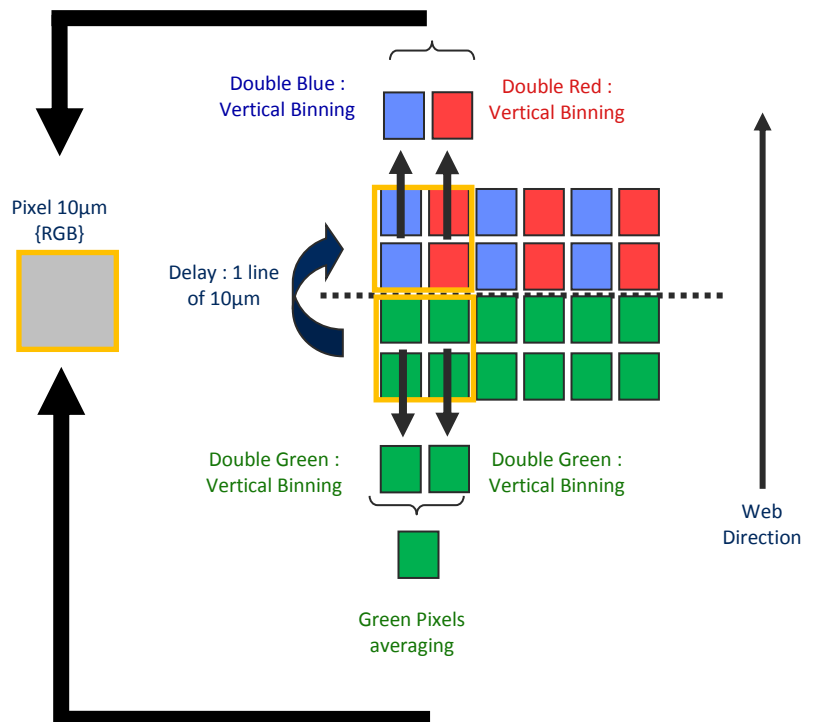 Double Blue :
Vertical Binning
Double Red :
Vertical Binning
Pixel 10µm
{RGB}
Delay : 1 line
of 10µm
Double Green :
Vertical Binning
Double Green :
Vertical Binning
Web
Direction
Green Pixels
averaging